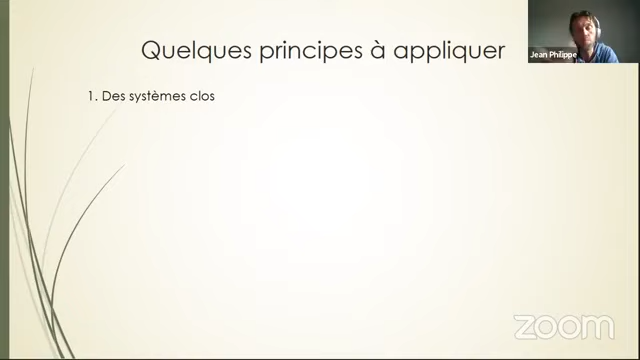 Quelques principes à appliquer
Jean Philippe
1. Des systèmes clos
zoom